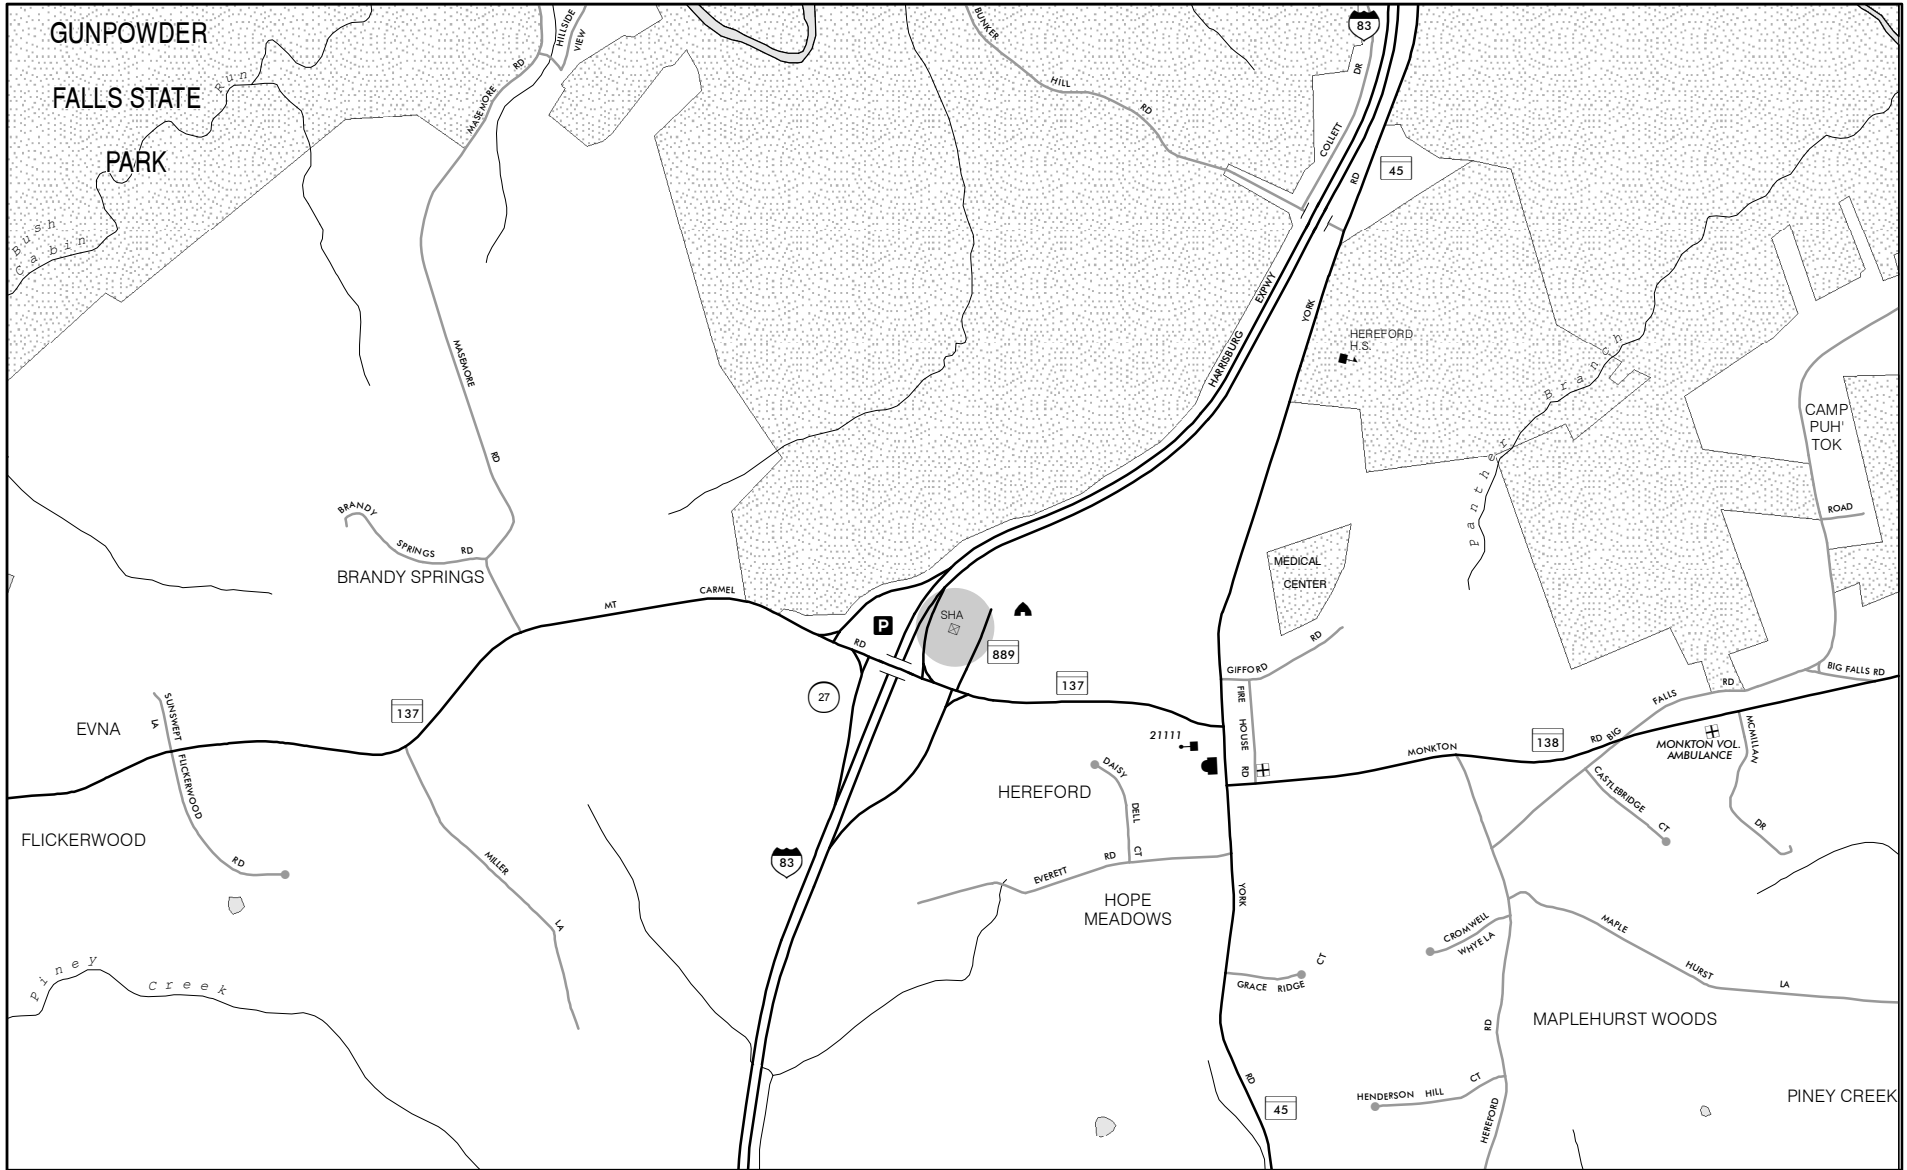 GUNPOWDER
FALLS STATE
PARK
Run
Bush
Cabin
MASEMORE RD
HILLSIDE
VIEW
BUNKER HILL RD
COLLETT DR
83
45
YORK RD
HARRISBURG EXPWY
HEREFORD
H.S.
Panther Branch
CAMP
PUH'
TOK
ROAD
MASEMORE RD
BRANDY SPRINGS RD
BRANDY SPRINGS
MT CARMEL RD
P
SHA
889
137
27
MEDICAL
CENTER
GIFFORD RD
FIRE HOUSE RD
BIG FALLS RD
BIG FALLS RD
EVNA
SUNSWEPT LA
137
FLICKERWOOD RD
FLICKERWOOD
MILLER LA
83
21111
HEREFORD
DAISY DELL CT
EVERETT RD
HOPE
MEADOWS
MONKTON RD
138
MONKTON VOL.
AMBULANCE
MCMILLAN DR
CASTLEBRIDGE CT
YORK RD
CROMWELL
WHYE LA
MAPLE HURST LA
GRACE RIDGE CT
MAPLEHURST WOODS
Piney Creek
HENDERSON HILL CT
HEREFORD RD
45
PINEY CREEK